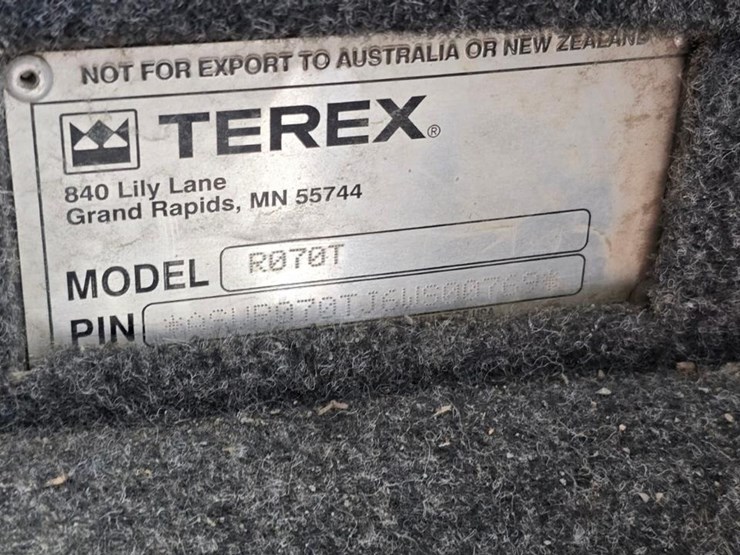 NOT FOR EXPORT TO AUSTRALIA OR NEW ZEALAND
TEREX®
840 Lily Lane
Grand Rapids, MN 55744
MODEL R070T
PIN